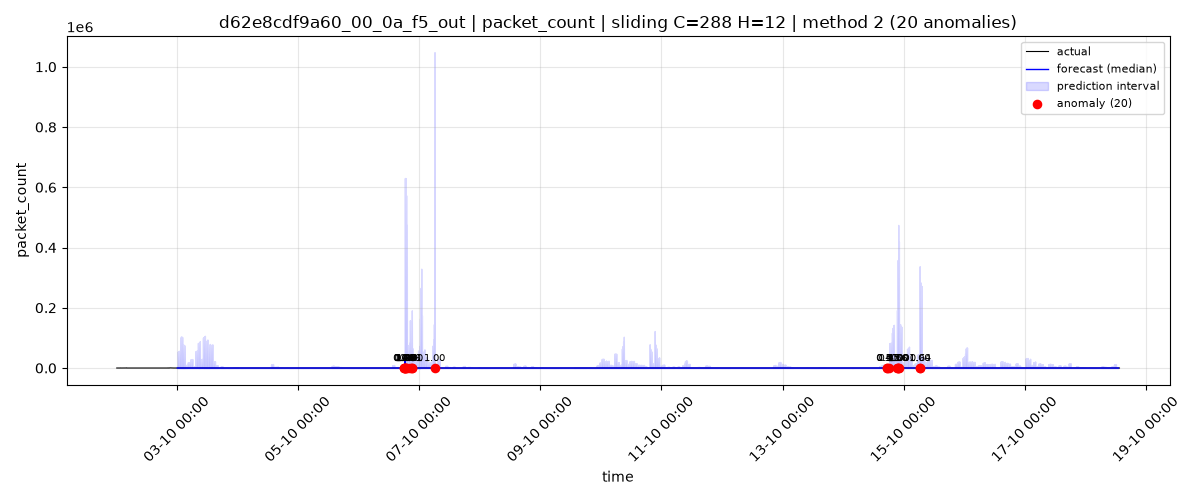 d62e8cdf9a60_00_0a_f5_out | packet_count | sliding C=288 H=12 | method 2 (20 anomalies)
1e6
actual
forecast (median)
prediction interval
anomaly (20)
1.0
0.8
0.6
0.4
0.2
0.0
packet_count
1.00
03-10 00:00
05-10 00:00
07-10 00:00
09-10 00:00
11-10 00:00
13-10 00:00
15-10 00:00
17-10 00:00
19-10 00:00
time